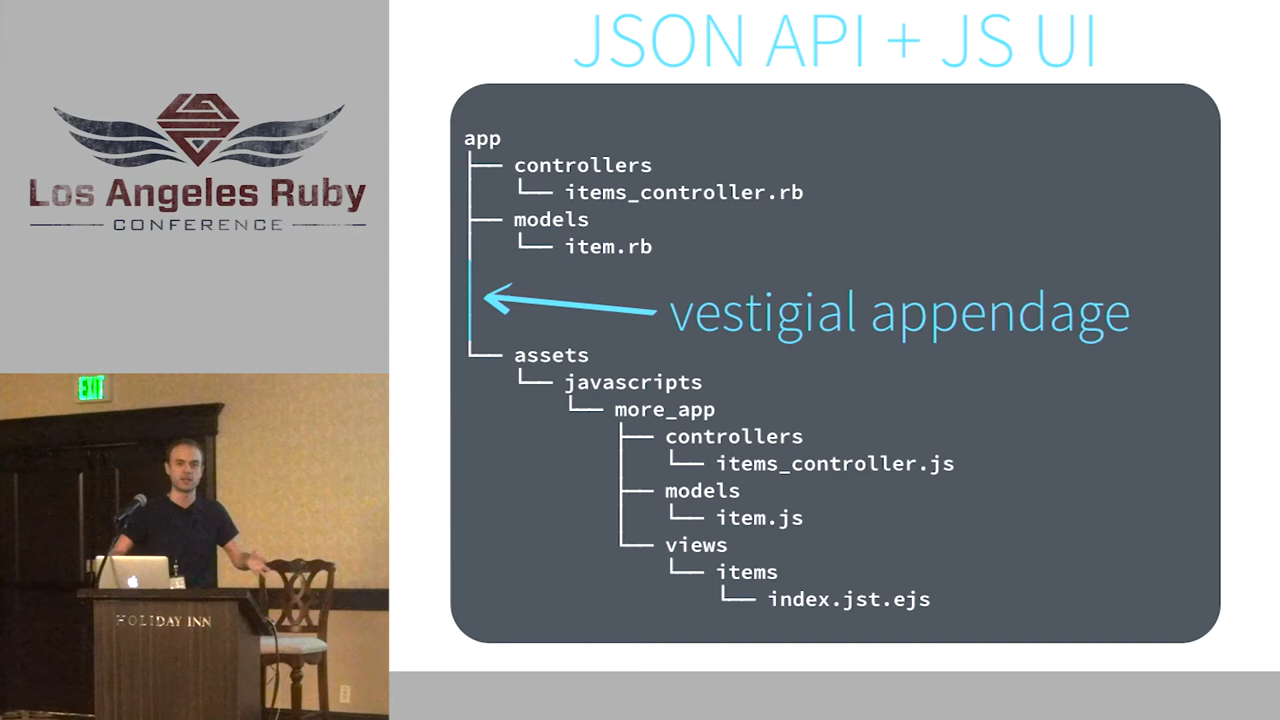 JSON API + JS UI
Los Angeles Ruby
CONFERENCE
app
controllers
items_controller.rb
models
item.rb
vestigial appendage
assets
javascripts
more_app
controllers
items_controller.js
models
item.js
views
items
index.jst.ejs
EXIT
HOLIDAY INN